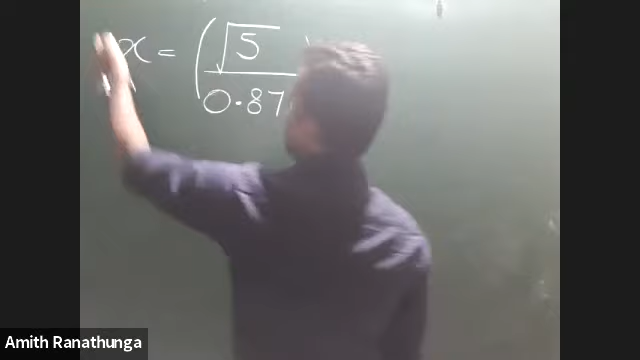 x = (√5
0.87
Amith Ranathunga